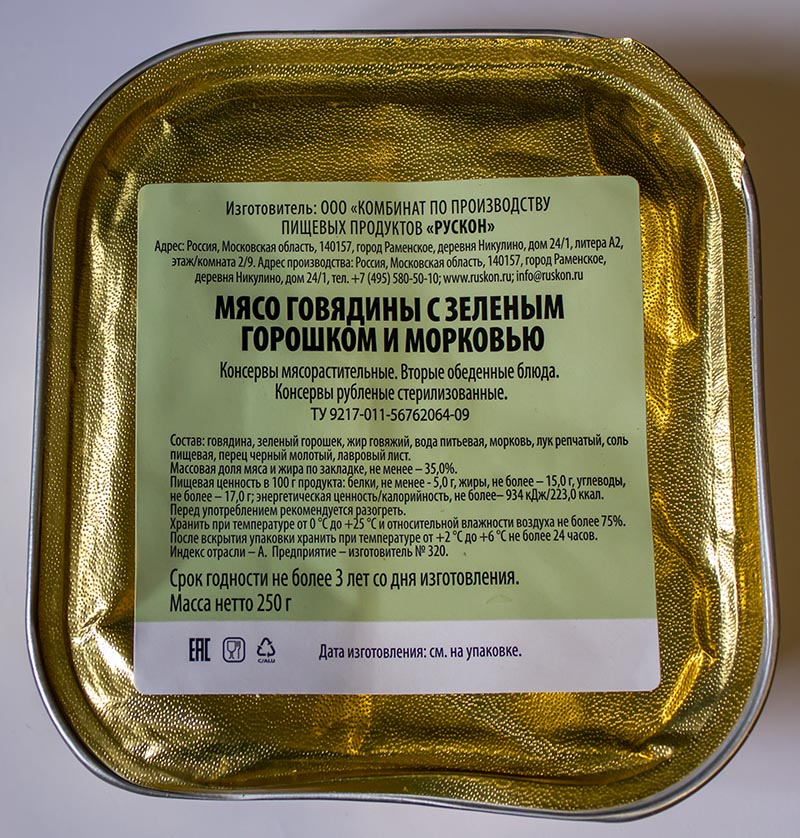 Изготовитель: ООО «КОМБИНАТ ПО ПРОИЗВОДСТВУ
ПИЩЕВЫХ ПРОДУКТОВ «РУСКОН»
Адрес: Россия, Московская область, 140157, город Раменское, деревня Никулино, дом 24/1, литера А2,
этаж/комната 2/9. Адрес производства: Россия, Московская область, 140157, город Раменское,
деревня Никулино, дом 24/1, тел. +7 (495) 580-50-10; www.ruskon.ru; info@ruskon.ru
МЯСО ГОВЯДИНЫ С ЗЕЛЕНЫМ
ГОРОШКОМ И МОРКОВЬЮ
Консервы мясорастительные. Вторые обеденные блюда.
Консервы рубленые стерилизованные.
ТУ 9217-011-56762064-09
Состав: говядина, зеленый горошек, жир говяжий, вода питьевая, морковь, лук репчатый, соль
пищевая, перец черный молотый, лавровый лист.
Массовая доля мяса и жира по закладке, не менее – 35,0%.
Пищевая ценность в 100 г продукта: белки, не менее - 5,0 г, жиры, не более – 15,0 г, углеводы,
не более – 17,0 г; энергетическая ценность/калорийность, не более– 934 кДж/223,0 ккал.
Перед употреблением рекомендуется разогреть.
Хранить при температуре от 0 °С до +25 °С и относительной влажности воздуха не более 75%.
После вскрытия упаковки хранить при температуре от +2 °С до +6 °С не более 24 часов.
Индекс отрасли – А. Предприятие – изготовитель № 320.
Срок годности не более 3 лет со дня изготовления.
Масса нетто 250 г
ЕАС
C/ALU
Дата изготовления: см. на упаковке.